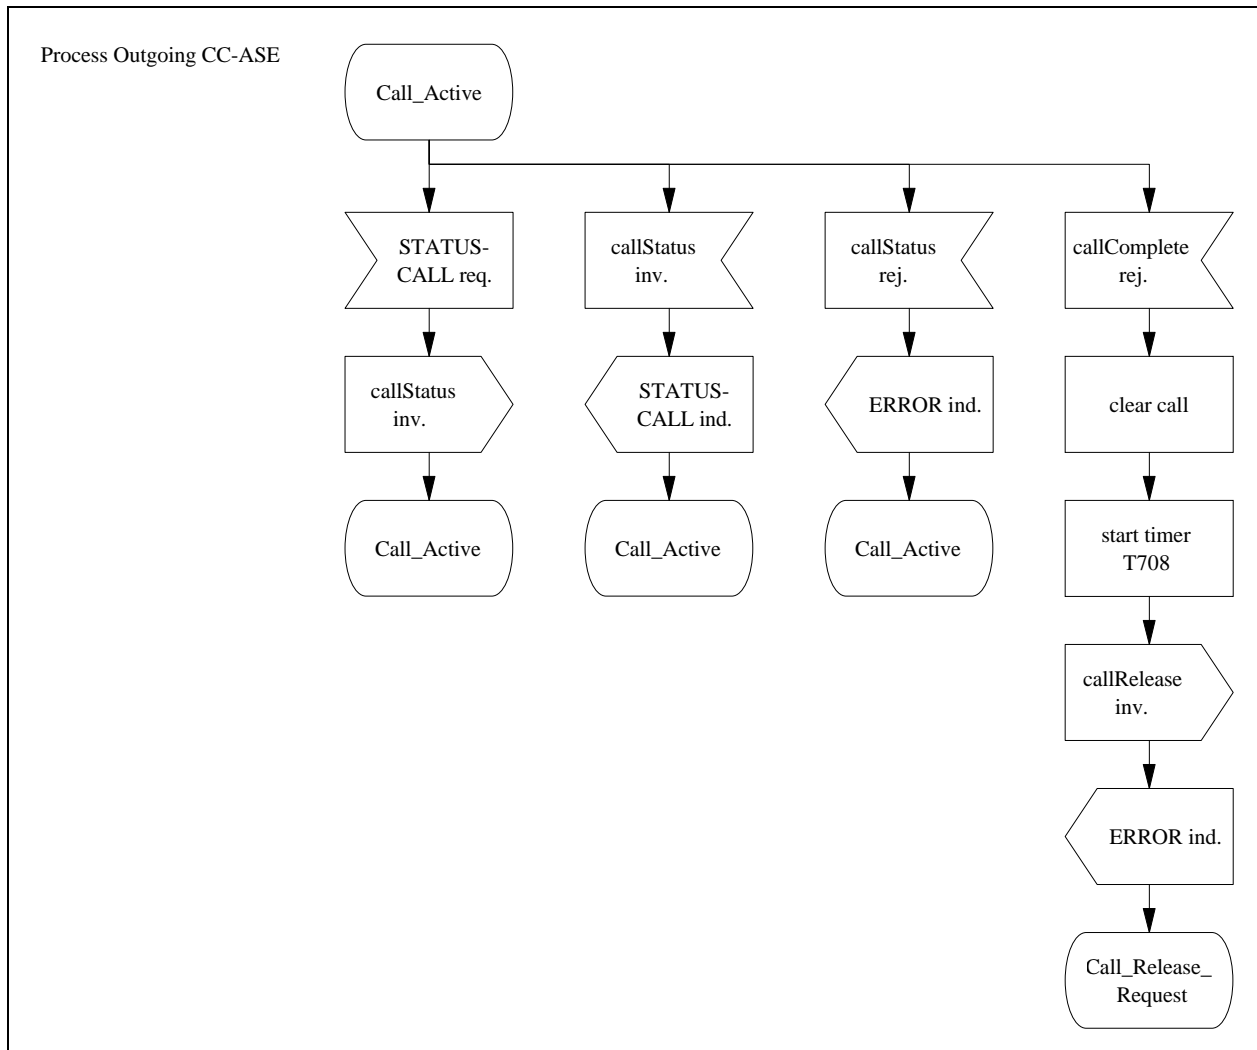 Process Outgoing CC-ASE
Call_Active
STATUS-
CALL req.
callStatus
inv.
callStatus
rej.
callComplete
rej.
callStatus
inv.
STATUS-
CALL ind.
ERROR ind.
clear call
Call_Active
Call_Active
Call_Active
start timer
T708
callRelease
inv.
ERROR ind.
Call_Release_
Request